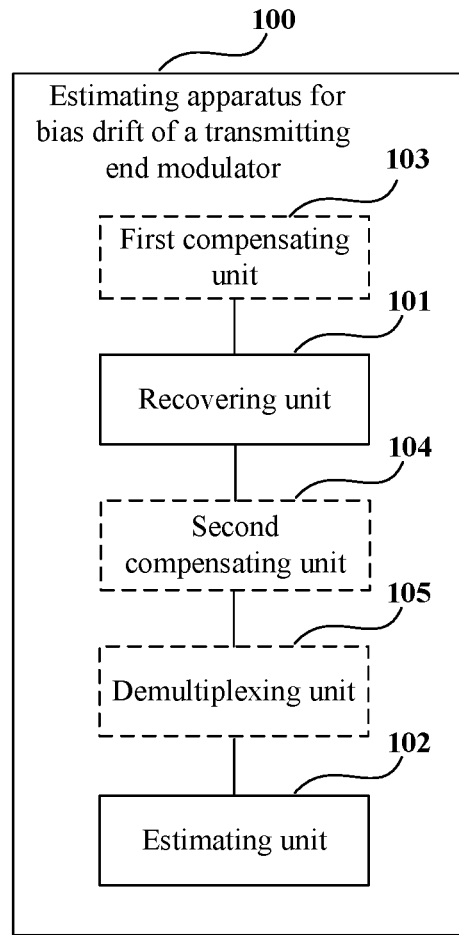 100
Estimating apparatus for
bias drift of a transmitting
end modulator
103
First compensating
unit
101
Recovering unit
104
Second
compensating unit
105
Demultiplexing unit
102
Estimating unit